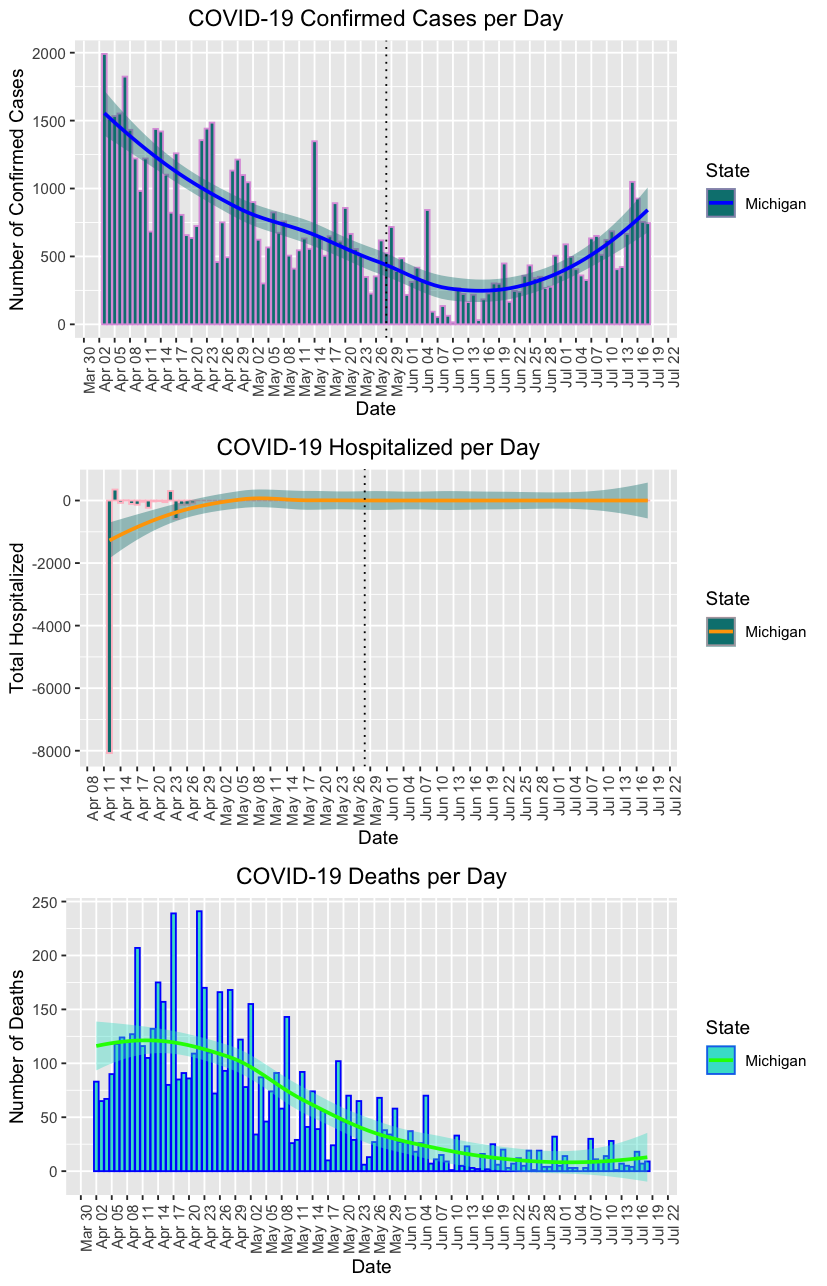 COVID-19 Confirmed Cases per Day
Number of Confirmed Cases
2000
1500
1000
500
0
Mar 30
Apr 02
Apr 05
Apr 08
Apr 11
Apr 14
Apr 17
Apr 20
Apr 23
Apr 26
Apr 29
May 02
May 05
May 08
May 11
May 14
May 17
May 20
May 23
May 26
May 29
Jun 01
Jun 04
Jun 07
Jun 10
Jun 13
Jun 16
Jun 19
Jun 22
Jun 25
Jun 28
Jul 01
Jul 04
Jul 07
Jul 10
Jul 13
Jul 16
Jul 19
Jul 22
Date
State
Michigan
COVID-19 Hospitalized per Day
Total Hospitalized
0
-2000
-4000
-6000
-8000
Apr 08
Apr 11
Apr 14
Apr 17
Apr 20
Apr 23
Apr 26
Apr 29
May 02
May 05
May 08
May 11
May 14
May 17
May 20
May 23
May 26
May 29
Jun 01
Jun 04
Jun 07
Jun 10
Jun 13
Jun 16
Jun 19
Jun 22
Jun 25
Jun 28
Jul 01
Jul 04
Jul 07
Jul 10
Jul 13
Jul 16
Jul 19
Jul 22
Date
State
Michigan
COVID-19 Deaths per Day
Number of Deaths
250
200
150
100
50
0
Mar 30
Apr 02
Apr 05
Apr 08
Apr 11
Apr 14
Apr 17
Apr 20
Apr 23
Apr 26
Apr 29
May 02
May 05
May 08
May 11
May 14
May 17
May 20
May 23
May 26
May 29
Jun 01
Jun 04
Jun 07
Jun 10
Jun 13
Jun 16
Jun 19
Jun 22
Jun 25
Jun 28
Jul 01
Jul 04
Jul 07
Jul 10
Jul 13
Jul 16
Jul 19
Jul 22
Date
State
Michigan